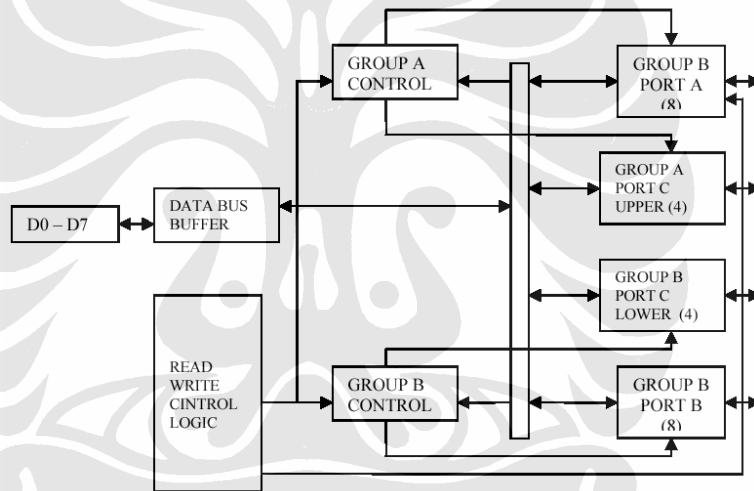 GROUP A
CONTROL
GROUP B
PORT A
(8)
GROUP A
PORT C
UPPER (4)
D0 – D7
DATA BUS
BUFFER
GROUP B
PORT C
LOWER (4)
READ
WRITE
CINTROL
LOGIC
GROUP B
CONTROL
GROUP B
PORT B
(8)